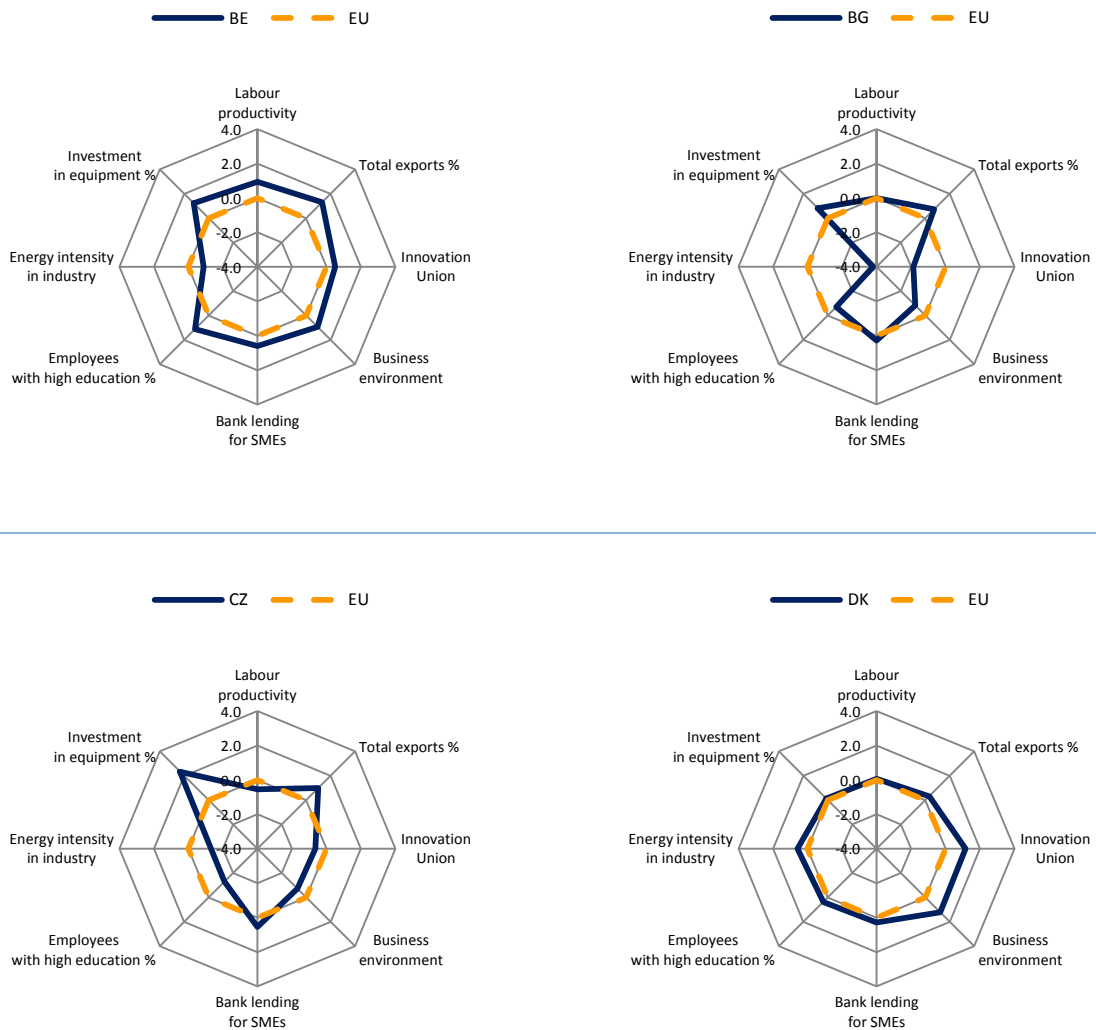 BE EU
Labour
productivity
4.0
Investment
in equipment %
Total exports %
2.0
0.0
-2.0
Energy intensity
in industry
-4.0
Innovation
Union
Employees
with high education %
Business
environment
Bank lending
for SMEs
BG EU
Labour
productivity
4.0
Investment
in equipment %
Total exports %
2.0
0.0
-2.0
Energy intensity
in industry
-4.0
Innovation
Union
Employees
with high education %
Business
environment
Bank lending
for SMEs
CZ EU
Labour
productivity
4.0
Investment
in equipment %
Total exports %
2.0
0.0
-2.0
Energy intensity
in industry
-4.0
Innovation
Union
Employees
with high education %
Business
environment
Bank lending
for SMEs
DK EU
Labour
productivity
4.0
Investment
in equipment %
Total exports %
2.0
0.0
-2.0
Energy intensity
in industry
-4.0
Innovation
Union
Employees
with high education %
Business
environment
Bank lending
for SMEs